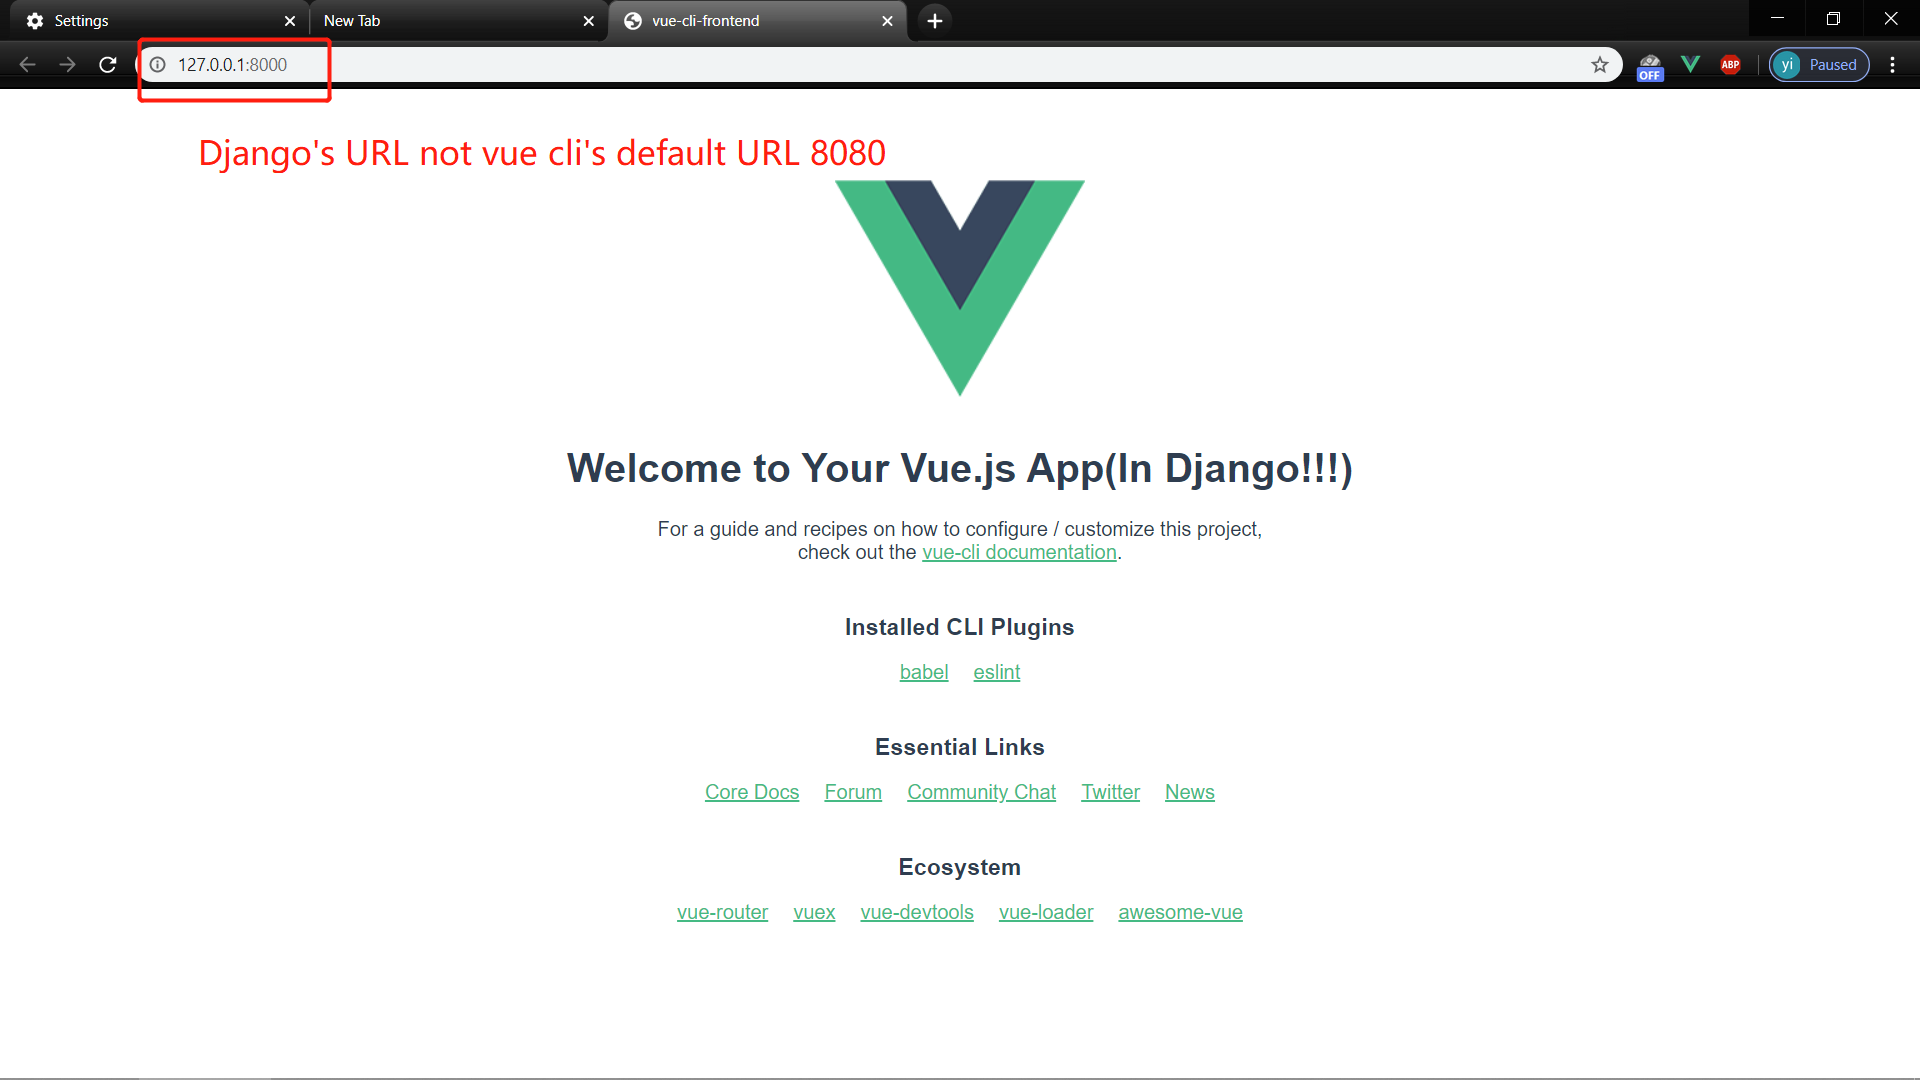 Settings
New Tab
vue-cli-frontend
127.0.0.1:8000
OFF
ABP
yi
Paused
Django's URL not vue cli's default URL 8080
Welcome to Your Vue.js App(In Django!!!)
For a guide and recipes on how to configure / customize this project,
check out the vue-cli documentation.
Installed CLI Plugins
babel eslint
Essential Links
Core Docs Forum Community Chat Twitter News
Ecosystem
vue-router vuex vue-devtools vue-loader awesome-vue